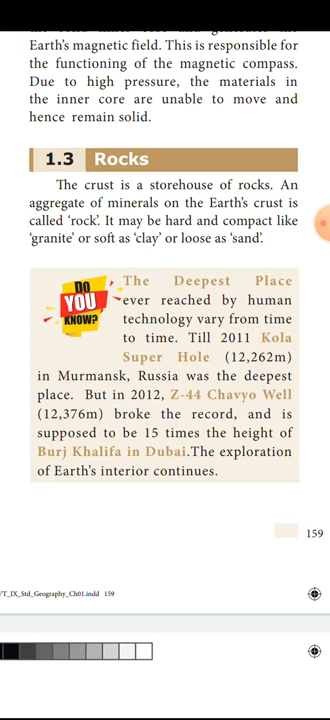 Earth's magnetic field. This is responsible for
the functioning of the magnetic compass.
Due to high pressure, the materials in
the inner core are unable to move and
hence remain solid.
1.3 Rocks
The crust is a storehouse of rocks. An
aggregate of minerals on the Earth's crust is
called 'rock'. It may be hard and compact like
'granite' or soft as 'clay' or loose as 'sand'.
DO
YOU
KNOW?
The Deepest Place
ever reached by human
technology vary from time
to time. Till 2011 Kola
Super Hole (12,262m)
in Murmansk, Russia was the deepest
place. But in 2012, Z-44 Chavyo Well
(12,376m) broke the record, and is
supposed to be 15 times the height of
Burj Khalifa in Dubai.The exploration
of Earth's interior continues.
159
T_IX_Std_Geography_Ch01.indd 159